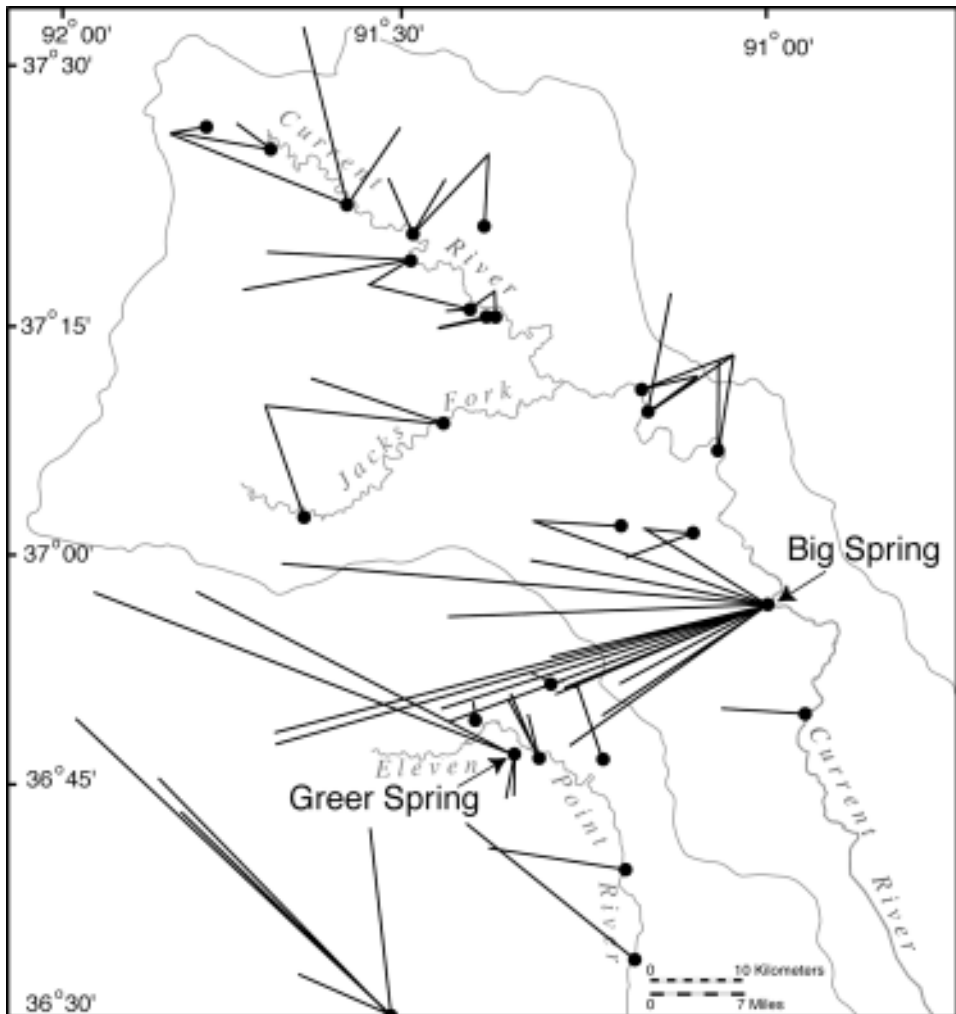 92°00'
91°30'
91°00'
37°30'
Current
River
37°15'
Fork
Jacks
37°00'
Big Spring
Eleven
Point
River
Current
River
36°45'
Greer Spring
0 10 Kilometers
0 7 Miles
36°30'